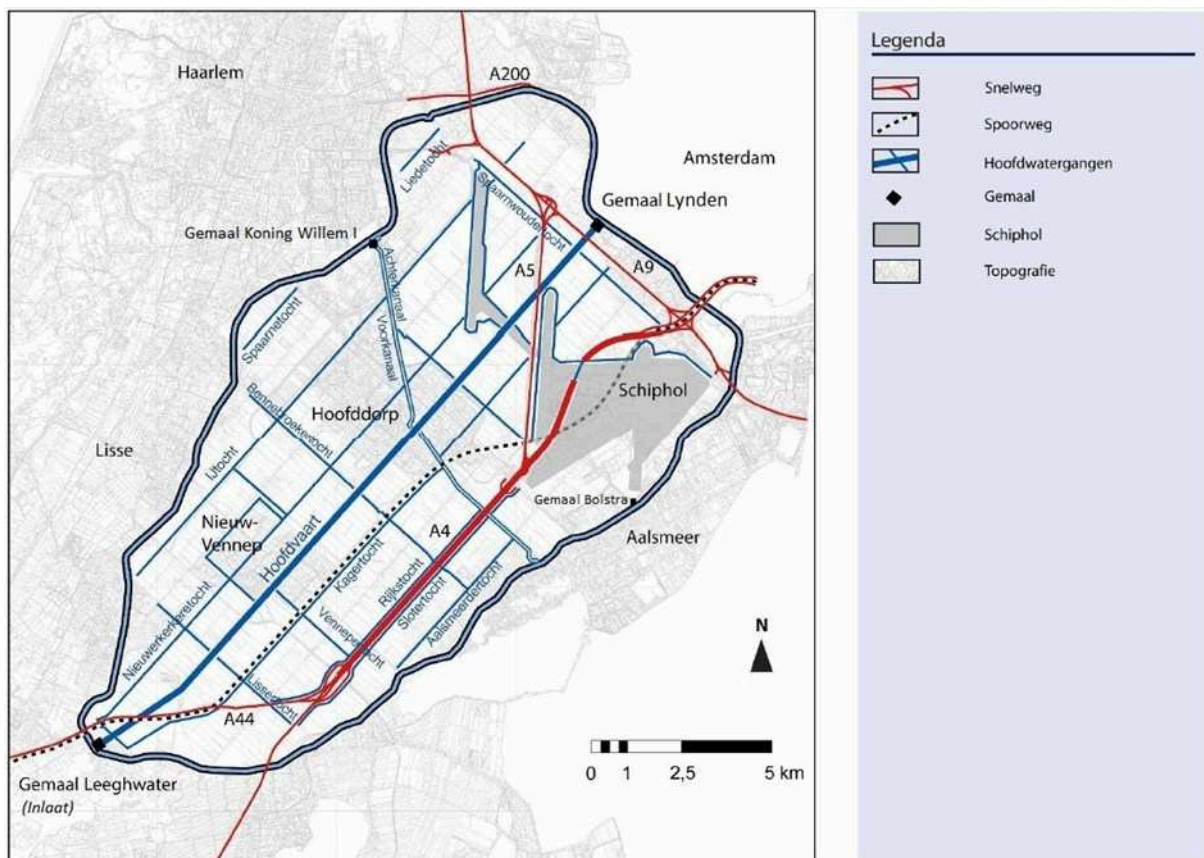 Haarlem
A200
Amsterdam
Liedetocht
Spaarnwoudertocht
Gemaal Lynden
Gemaal Koning Willem I
Achterkanaal
A5
A9
Voorkanaal
Spaarnetocht
Schiphol
Bennebroekertocht
Hoofddorp
Lisse
IJtocht
Gemaal Bolstra
Nieuw-
Vennep
Hoofdvaart
A4
Aalsmeer
Kagertocht
Rijkstocht
Slotertocht
Aalsmeerdertocht
Nieuwerkerkeretocht
Vennepertocht
Lissertocht
A44
N
0 1 2,5 5 km
Gemaal Leeghwater
(Inlaat)
Legenda
Snelweg
Spoorweg
Hoofdwatergangen
Gemaal
Schiphol
Topografie